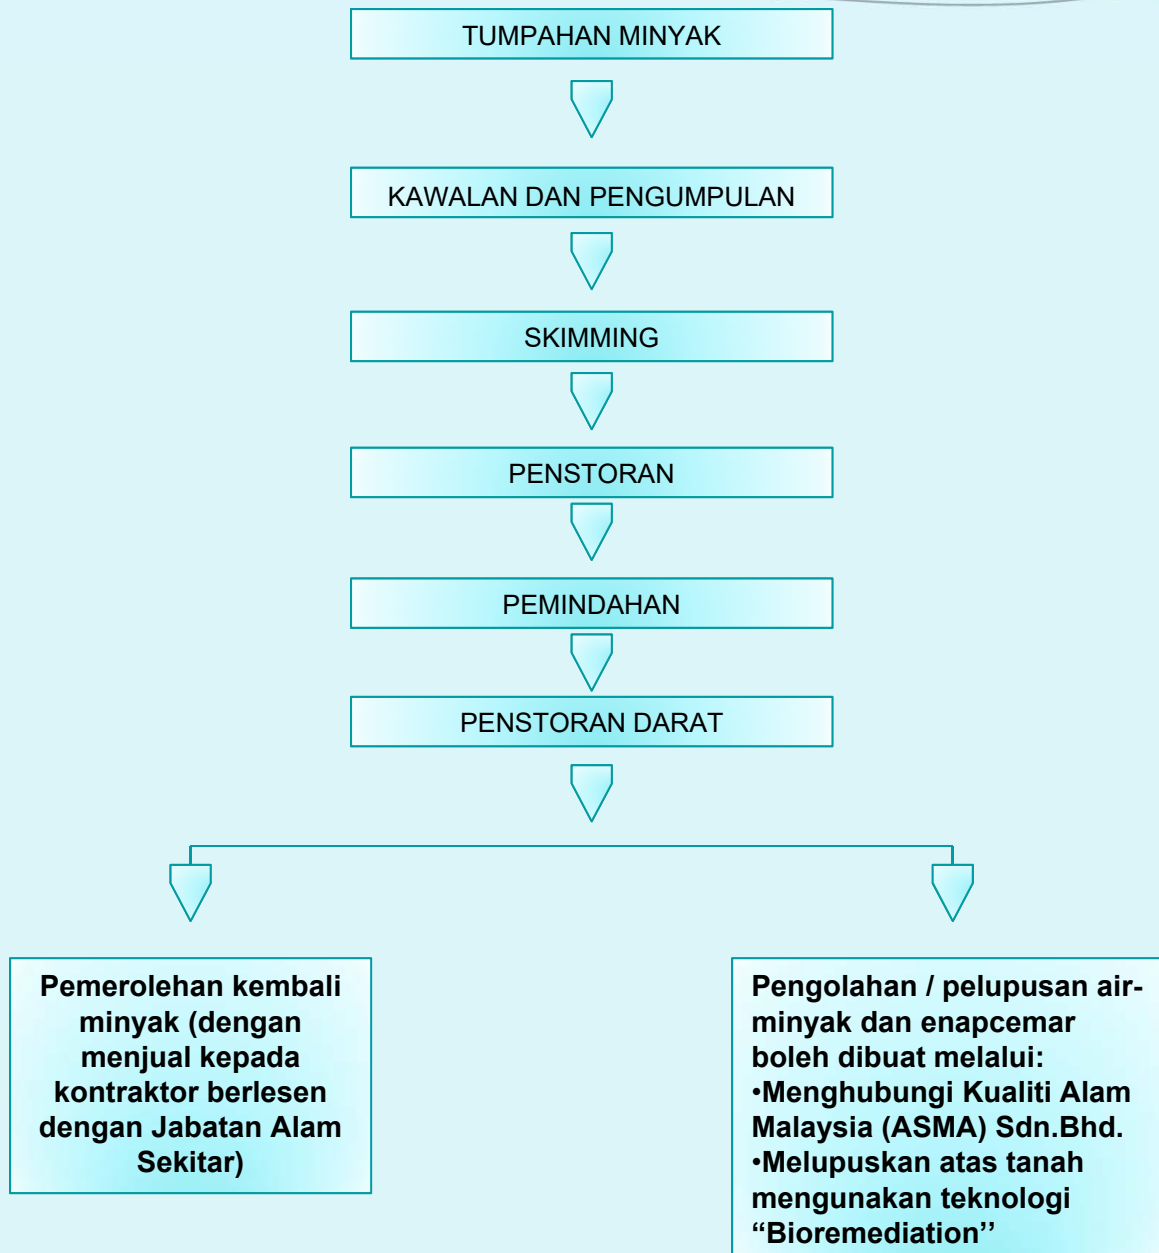 TUMPAHAN MINYAK
KAWALAN DAN PENGUMPULAN
SKIMMING
PENSTORAN
PEMINDAHAN
PENSTORAN DARAT
Pemerolehan kembali
minyak (dengan
menjual kepada
kontraktor berlesen
dengan Jabatan Alam
Sekitar)
Pengolahan / pelupusan air-
minyak dan enapcemar
boleh dibuat melalui:
•Menghubungi Kualiti Alam
Malaysia (ASMA) Sdn.Bhd.
•Melupuskan atas tanah
mengunakan teknologi
“Bioremediation’’